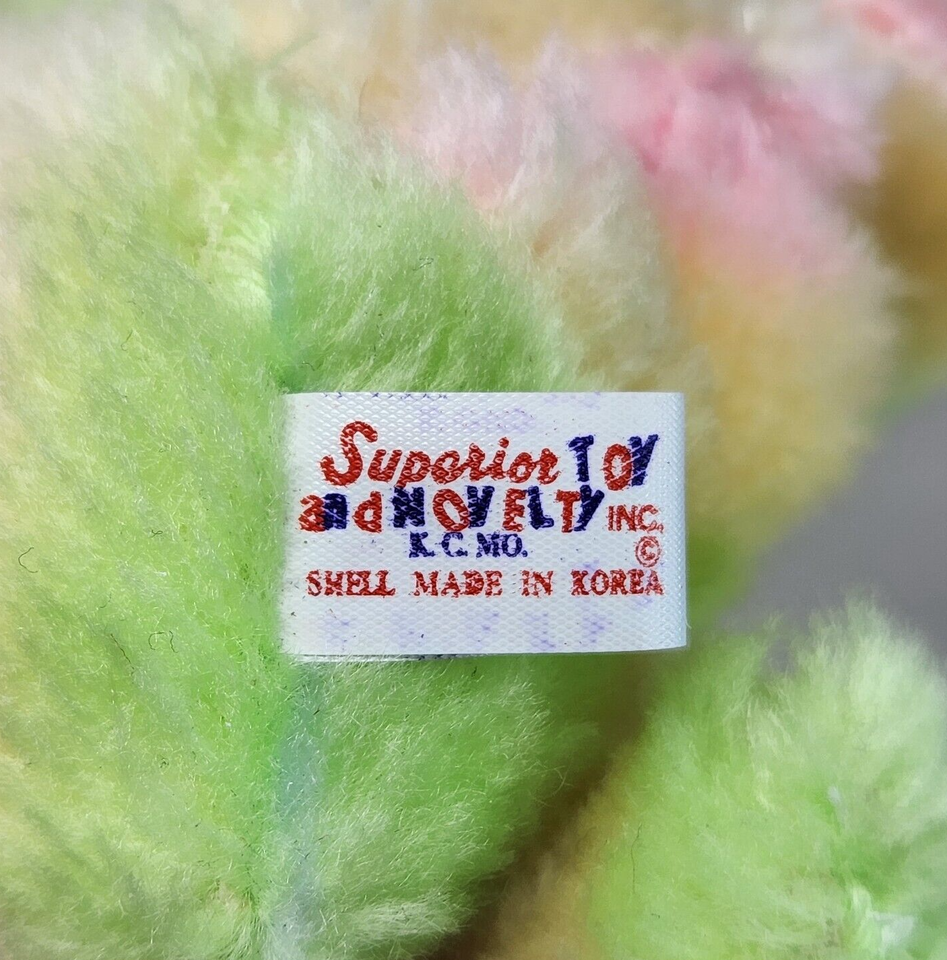 Superior TOY
and NOVELTY INC.
K.C. MO.
©
SHELL MADE IN KOREA